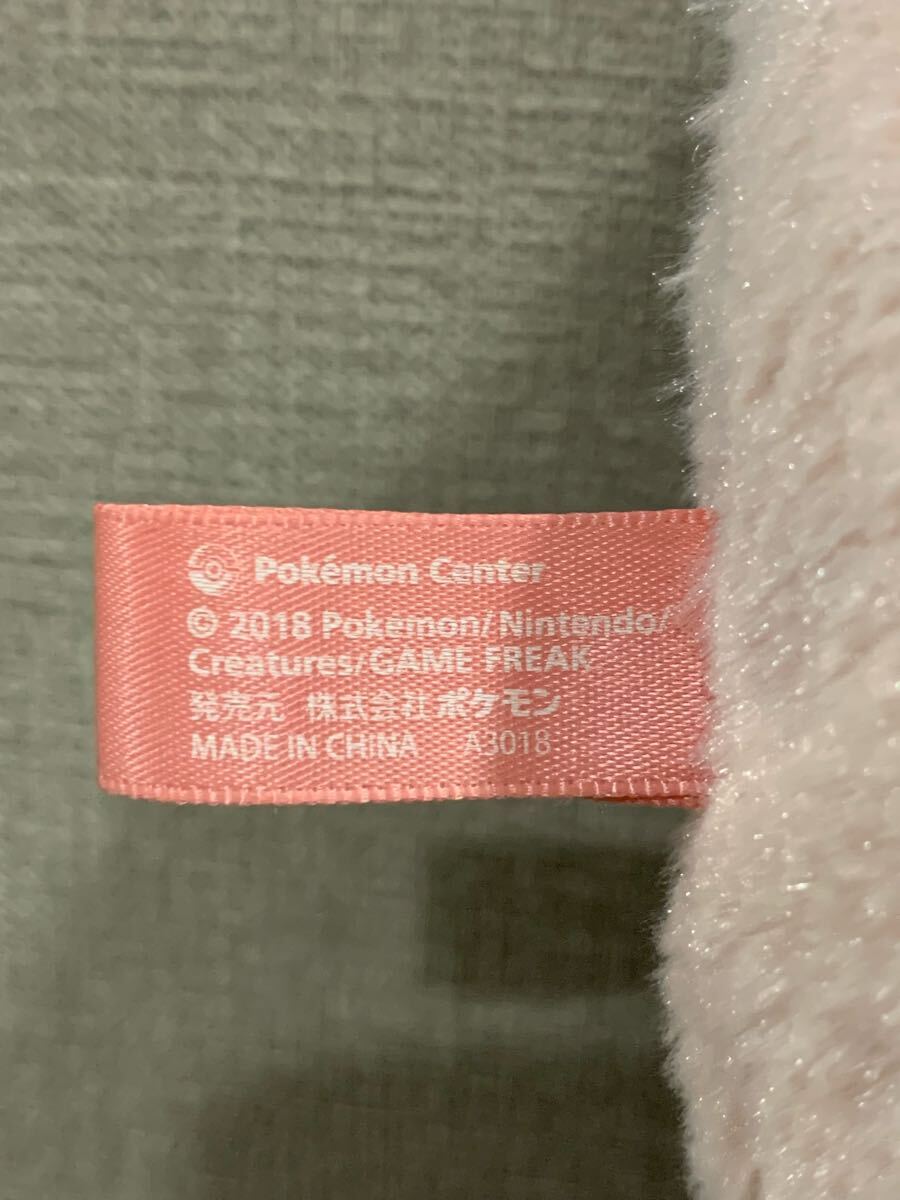 Pokémon Center
© 2018 Pokémon/Nintendo/
Creatures/GAME FREAK
発売元 株式会社ポケモン
MADE IN CHINA A3018